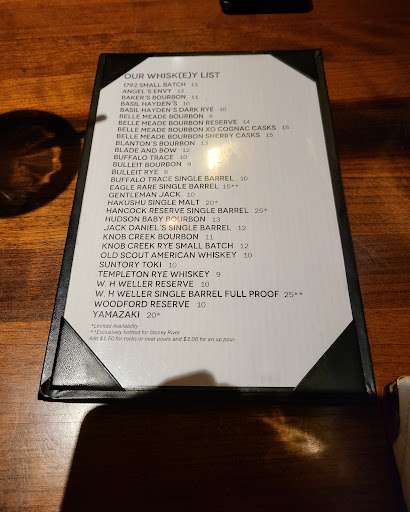 OUR WHISK(E)Y LIST
1792 SMALL BATCH 11
ANGEL'S ENVY 12
BAKER'S BOURBON 11
BASIL HAYDEN'S 10
BASIL HAYDEN'S DARK RYE 10
BELLE MEADE BOURBON 9
BELLE MEADE BOURBON RESERVE 14
BELLE MEADE BOURBON XO COGNAC CASKS 15
BELLE MEADE BOURBON SHERRY CASKS 15
BLANTON'S BOURBON 13
BLADE AND BOW 12
BUFFALO TRACE 10
BULLEIT BOURBON 9
BULLEIT RYE 8
BUFFALO TRACE SINGLE BARREL 10
EAGLE RARE SINGLE BARREL 15**
GENTLEMAN JACK 10
HAKUSHU SINGLE MALT 20*
HANCOCK RESERVE SINGLE BARREL 25*
HUDSON BABY BOURBON 13
JACK DANIEL'S SINGLE BARREL 12
KNOB CREEK BOURBON 11
KNOB CREEK RYE SMALL BATCH 12
OLD SCOUT AMERICAN WHISKEY 10
SUNTORY TOKI 10
TEMPLETON RYE WHISKEY 9
W. H WELLER RESERVE 10
W. H WELLER SINGLE BARREL FULL PROOF 25**
WOODFORD RESERVE 10
YAMAZAKI 20*
*Limited Availability
**Exclusively bottled for Stoney River
Add $1.50 for rocks or neat pours and $3.00 for an up pour